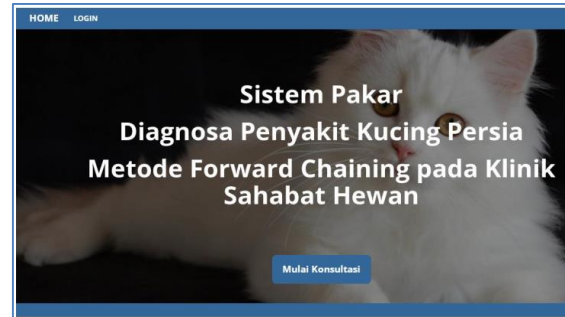 HOME LOGIN
Sistem Pakar
Diagnosa Penyakit Kucing Persia
Metode Forward Chaining pada Klinik
Sahabat Hewan
Mulai Konsultasi